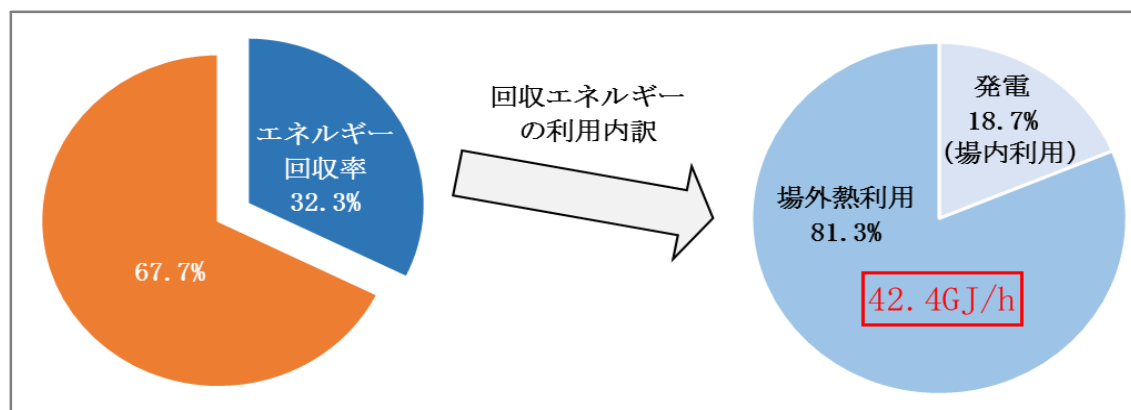 エネルギー
回収率
32.3%
67.7%
回収エネルギー
の利用内訳
発電
18.7%
(場内利用)
場外熱利用
81.3%
42.4GJ/h